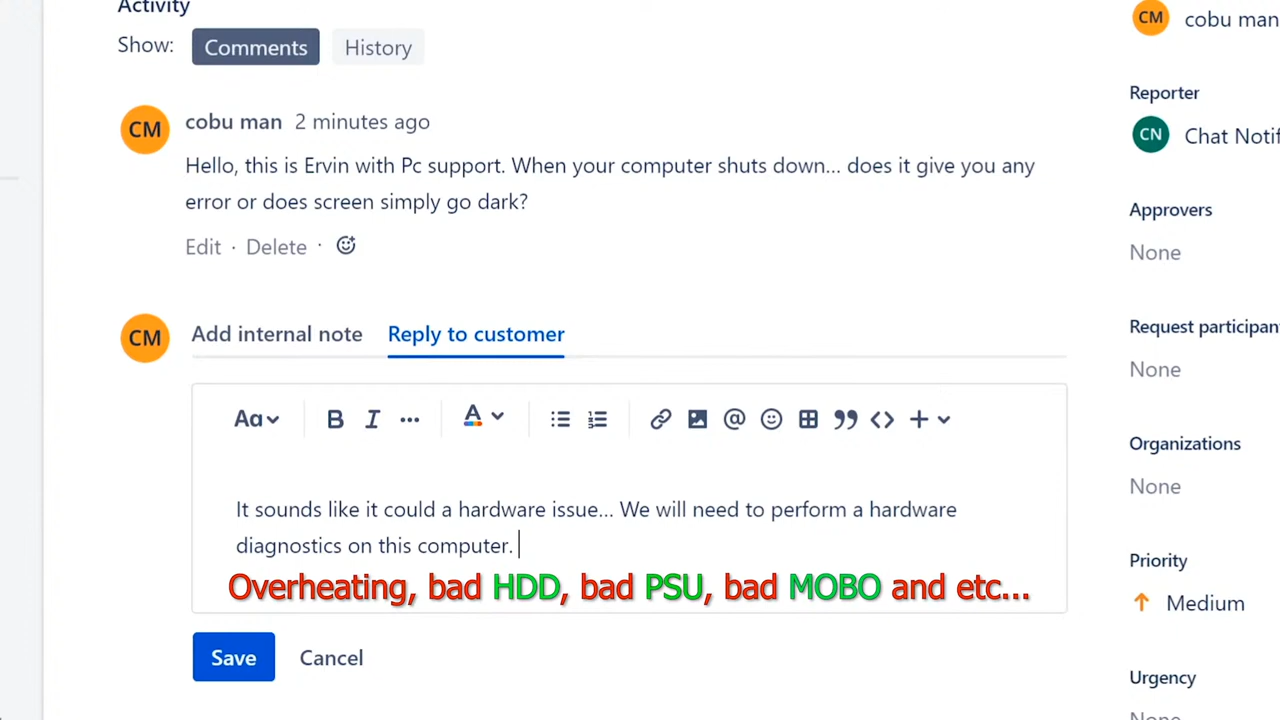 Activity
Show: Comments History
CM cobu man 2 minutes ago
Hello, this is Ervin with Pc support. When your computer shuts down... does it give you any
error or does screen simply go dark?
Edit · Delete ·
CM Add internal note Reply to customer
Aa B I ... A @ <> +
It sounds like it could a hardware issue... We will need to perform a hardware
diagnostics on this computer.
Overheating, bad HDD, bad PSU, bad MOBO and etc...
Save Cancel
CM cobu man
Reporter
CN Chat Notif
Approvers
None
Request participan
None
Organizations
None
Priority
Medium
Urgency
None